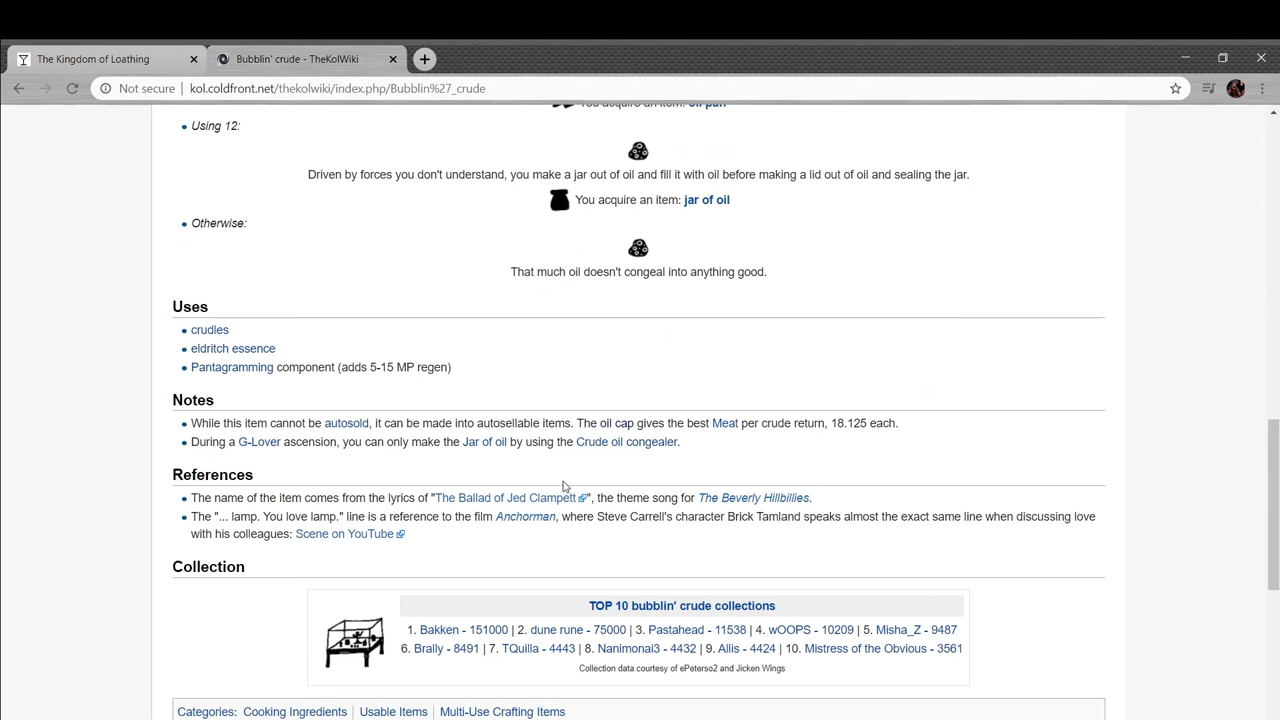 The Kingdom of Loathing
Bubblin' crude - TheKolWiki
Not secure kol.coldfront.net/thekolwiki/index.php/Bubblin%27_crude
You acquire an item: oil pan
Using 12:
Driven by forces you don't understand, you make a jar out of oil and fill it with oil before making a lid out of oil and sealing the jar.
You acquire an item: jar of oil
Otherwise:
That much oil doesn't congeal into anything good.
Uses
crudles
eldritch essence
Pantagramming component (adds 5-15 MP regen)
Notes
While this item cannot be autosold, it can be made into autosellable items. The oil cap gives the best Meat per crude return, 18.125 each.
During a G-Lover ascension, you can only make the Jar of oil by using the Crude oil congealer.
References
The name of the item comes from the lyrics of "The Ballad of Jed Clampett", the theme song for The Beverly Hillbillies.
The "... lamp. You love lamp." line is a reference to the film Anchorman, where Steve Carrell's character Brick Tamland speaks almost the exact same line when discussing love
with his colleagues: Scene on YouTube
Collection
TOP 10 bubblin' crude collections
1. Bakken - 151000 | 2. dune rune - 75000 | 3. Pastahead - 11538 | 4. wOOPS - 10209 | 5. Misha_Z - 9487
6. Brally - 8491 | 7. TQuilla - 4443 | 8. Nanimonai3 - 4432 | 9. Allis - 4424 | 10. Mistress of the Obvious - 3561
Collection data courtesy of ePeterso2 and Jicken Wings
Categories: Cooking Ingredients | Usable Items | Multi-Use Crafting Items